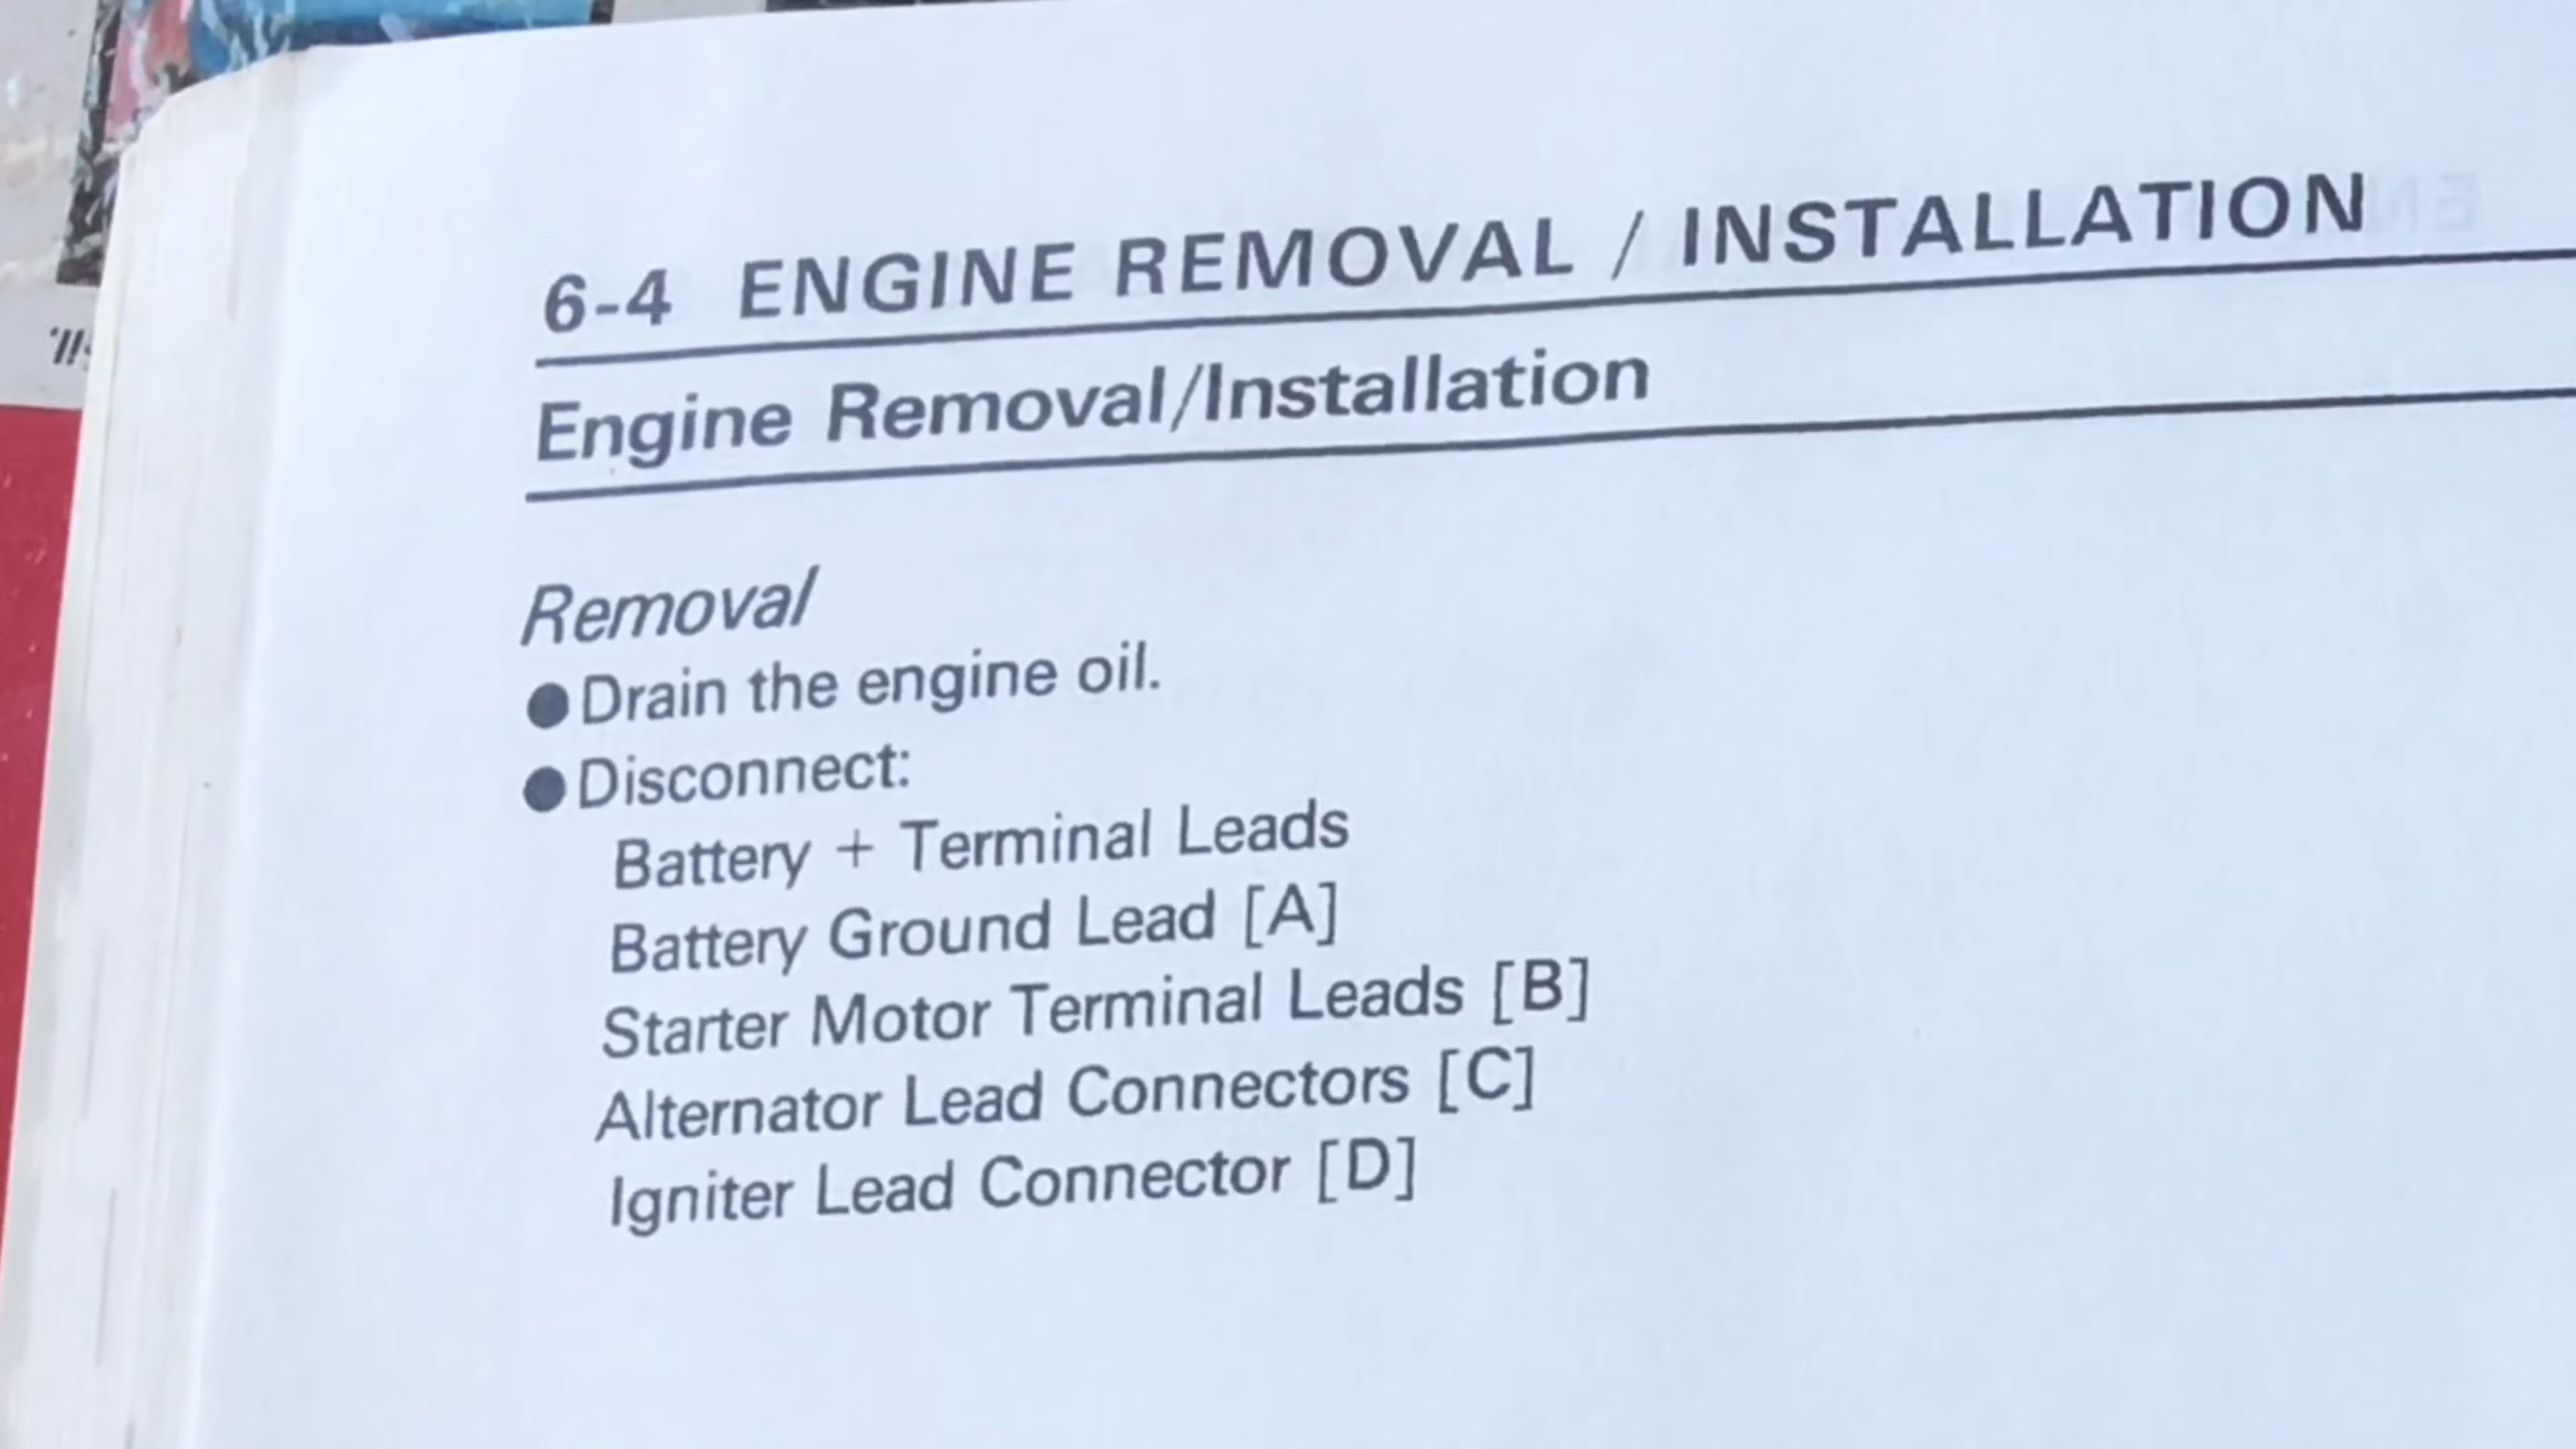 6-4 ENGINE REMOVAL / INSTALLATION
Engine Removal/Installation
Removal
●Drain the engine oil.
●Disconnect:
Battery + Terminal Leads
Battery Ground Lead [A]
Starter Motor Terminal Leads [B]
Alternator Lead Connectors [C]
Igniter Lead Connector [D]